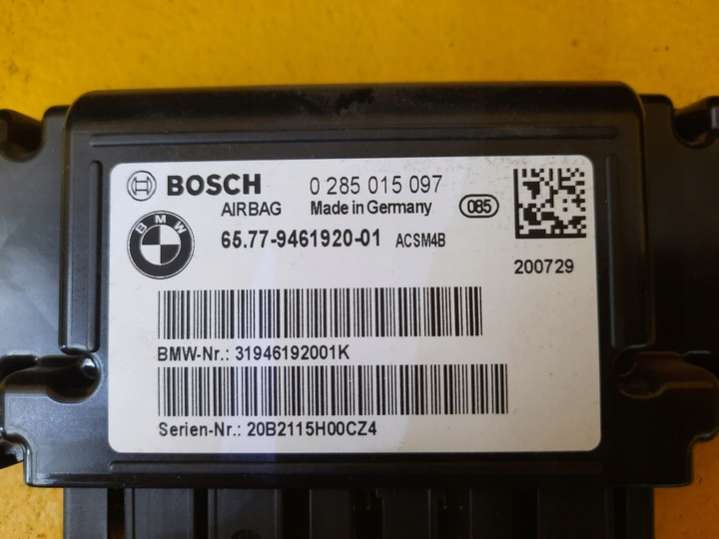 BOSCH 0 285 015 097
AIRBAG Made in Germany 085
BMW 65.77-9461920-01 ACSM4B
200729
BMW-Nr.: 31946192001K
Serien-Nr.: 20B2115H00CZ4